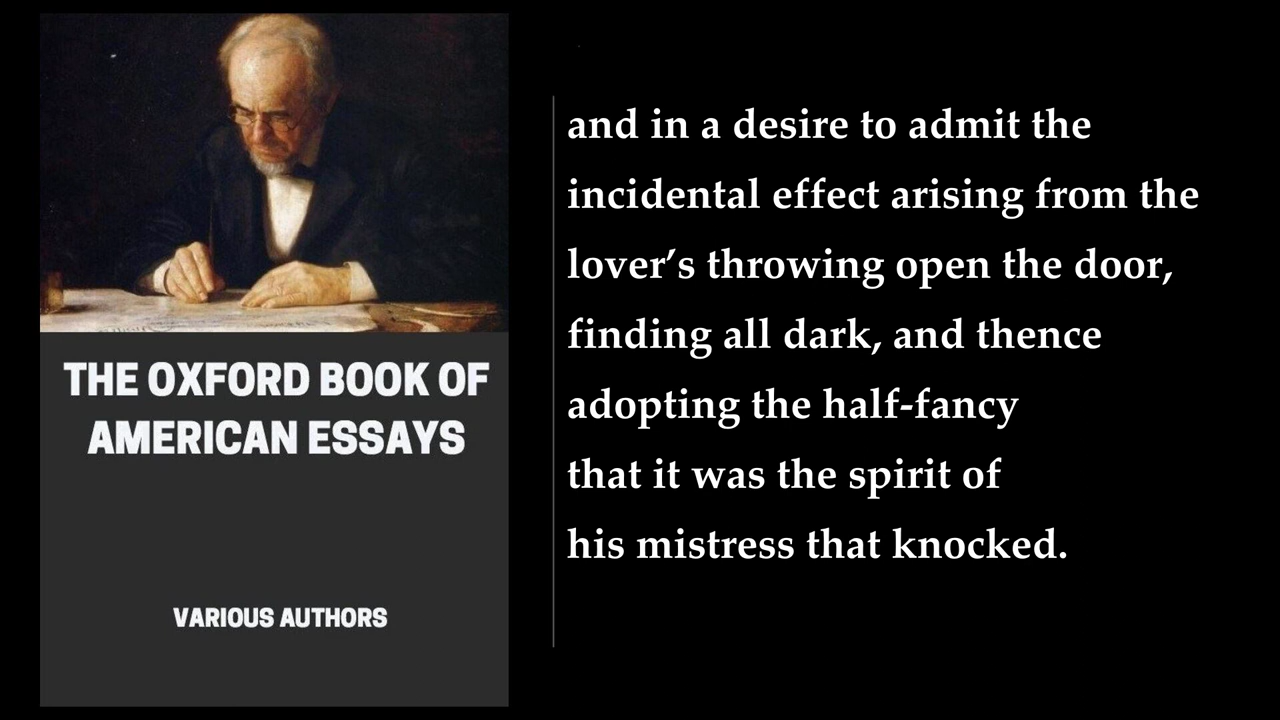 THE OXFORD BOOK OF
AMERICAN ESSAYS
VARIOUS AUTHORS
and in a desire to admit the
incidental effect arising from the
lover’s throwing open the door,
finding all dark, and thence
adopting the half-fancy
that it was the spirit of
his mistress that knocked.